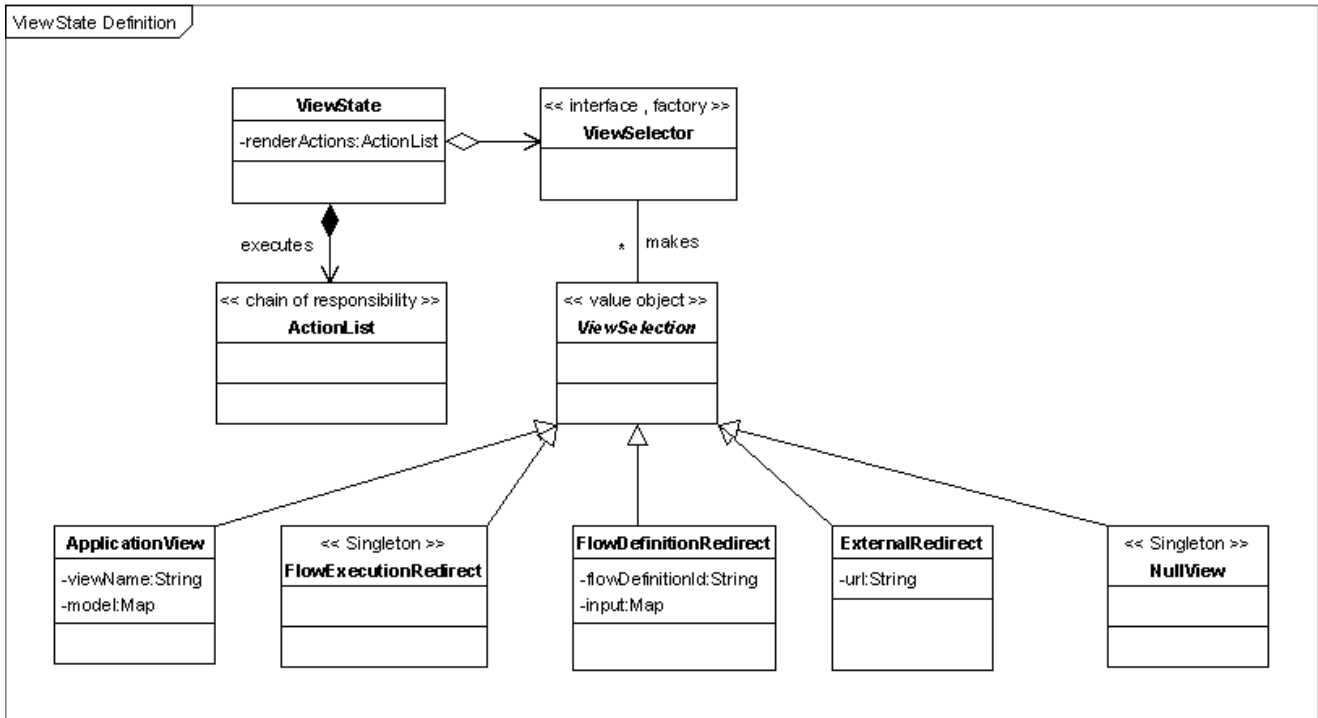 ViewState Definition
ViewState
-renderActions:ActionList
<< interface , factory >>
ViewSelector
executes
* makes
<< chain of responsibility >>
ActionList
<< value object >>
ViewSelection
ApplicationView
-viewName:String
-model:Map
<< Singleton >>
FlowExecutionRedirect
FlowDefinitionRedirect
-flowDefinitionId:String
-input:Map
ExternalRedirect
-url:String
<< Singleton >>
NullView